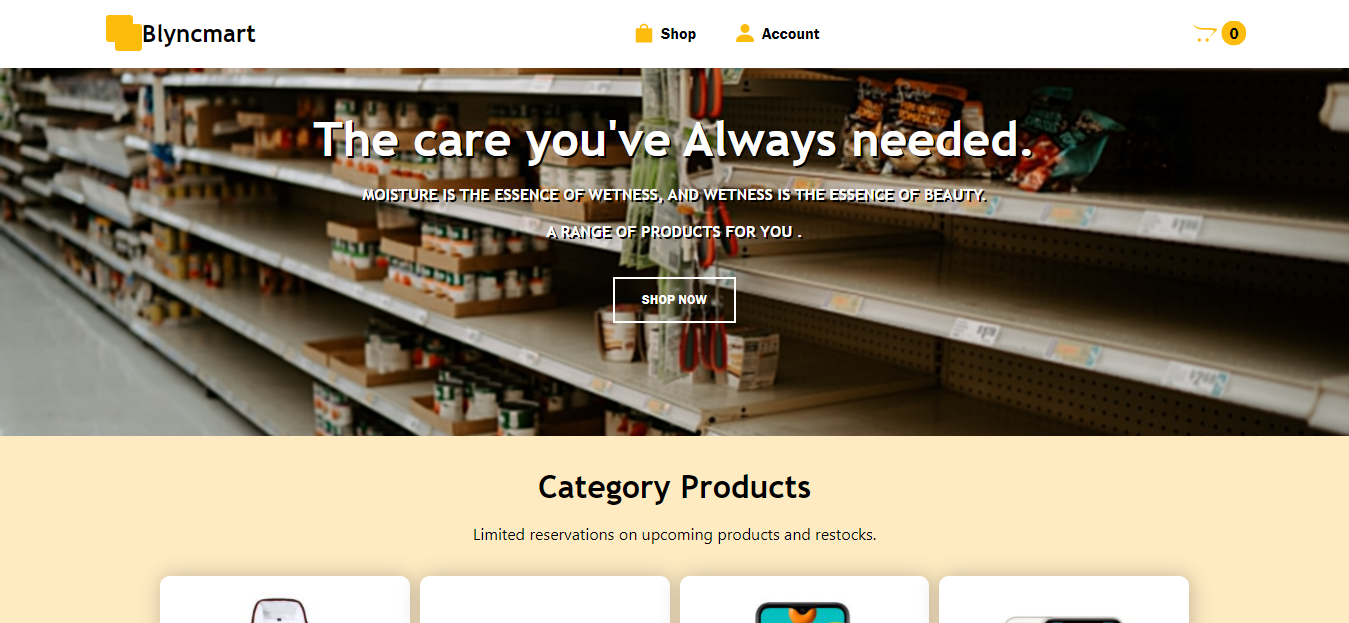 Blyncmart
Shop
Account
0
The care you've Always needed.
MOISTURE IS THE ESSENCE OF WETNESS, AND WETNESS IS THE ESSENCE OF BEAUTY.
A RANGE OF PRODUCTS FOR YOU .
SHOP NOW
Category Products
Limited reservations on upcoming products and restocks.